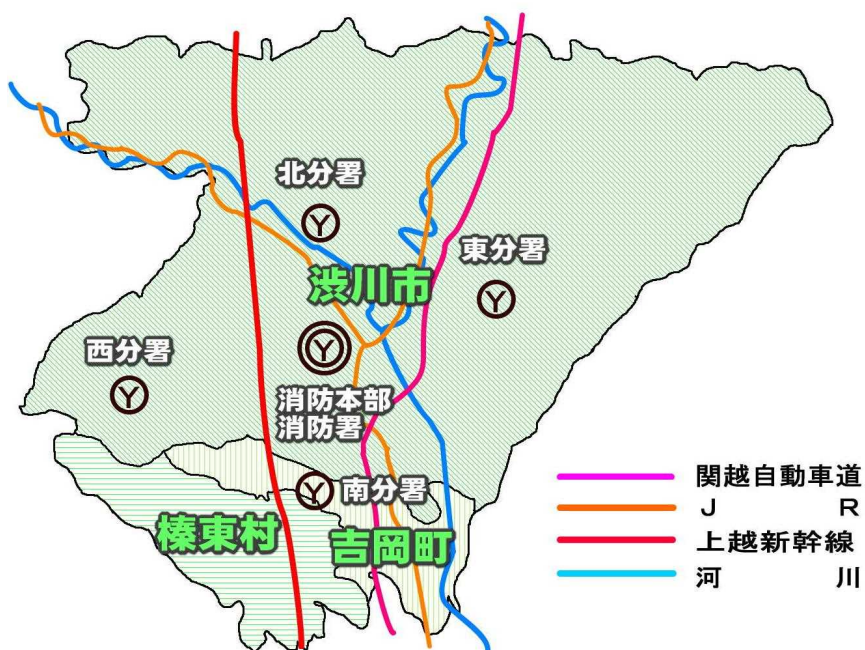 北分署
東分署
渋川市
西分署
消防本部
消防署
南分署
榛東村
吉岡町
関越自動車道
J R
上越新幹線
河 川